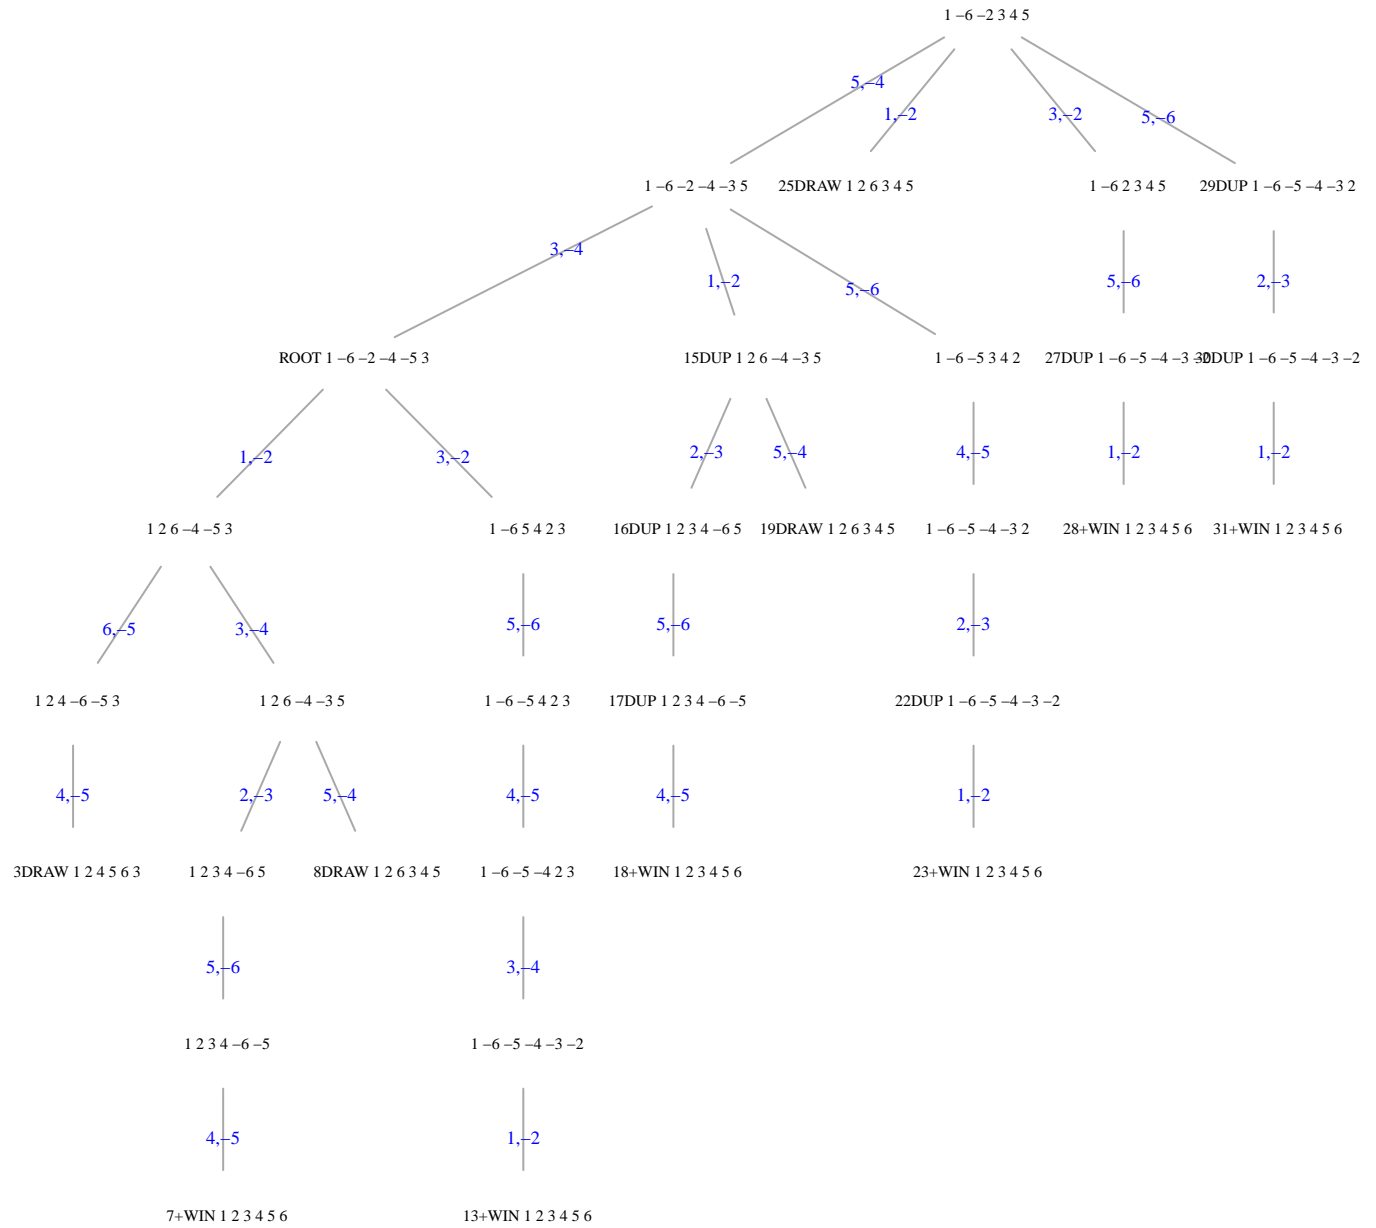 1 –6 –2 3 4 5
5,–4
1,–2
3,–2
5,–6
1 –6 –2 –4 –3 5
25DRAW 1 2 6 3 4 5
1 –6 2 3 4 5
29DUP 1 –6 –5 –4 –3 2
3,–4
1,–2
5,–6
5,–6
2,–3
ROOT 1 –6 –2 –4 –5 3
15DUP 1 2 6 –4 –3 5
1 –6 –5 3 4 2
27DUP 1 –6 –5 –4 –3 –2
30DUP 1 –6 –5 –4 –3 –2
1,–2
3,–2
2,–3
5,–4
4,–5
1,–2
1,–2
1 2 6 –4 –5 3
1 –6 5 4 2 3
16DUP 1 2 3 4 –6 5
19DRAW 1 2 6 3 4 5
1 –6 –5 –4 –3 2
28+WIN 1 2 3 4 5 6
31+WIN 1 2 3 4 5 6
6,–5
3,–4
5,–6
5,–6
2,–3
1 2 4 –6 –5 3
1 2 6 –4 –3 5
1 –6 –5 4 2 3
17DUP 1 2 3 4 –6 –5
22DUP 1 –6 –5 –4 –3 –2
4,–5
2,–3
5,–4
4,–5
4,–5
1,–2
3DRAW 1 2 4 5 6 3
1 2 3 4 –6 5
8DRAW 1 2 6 3 4 5
1 –6 –5 –4 2 3
18+WIN 1 2 3 4 5 6
23+WIN 1 2 3 4 5 6
5,–6
3,–4
1 2 3 4 –6 –5
1 –6 –5 –4 –3 –2
4,–5
1,–2
7+WIN 1 2 3 4 5 6
13+WIN 1 2 3 4 5 6